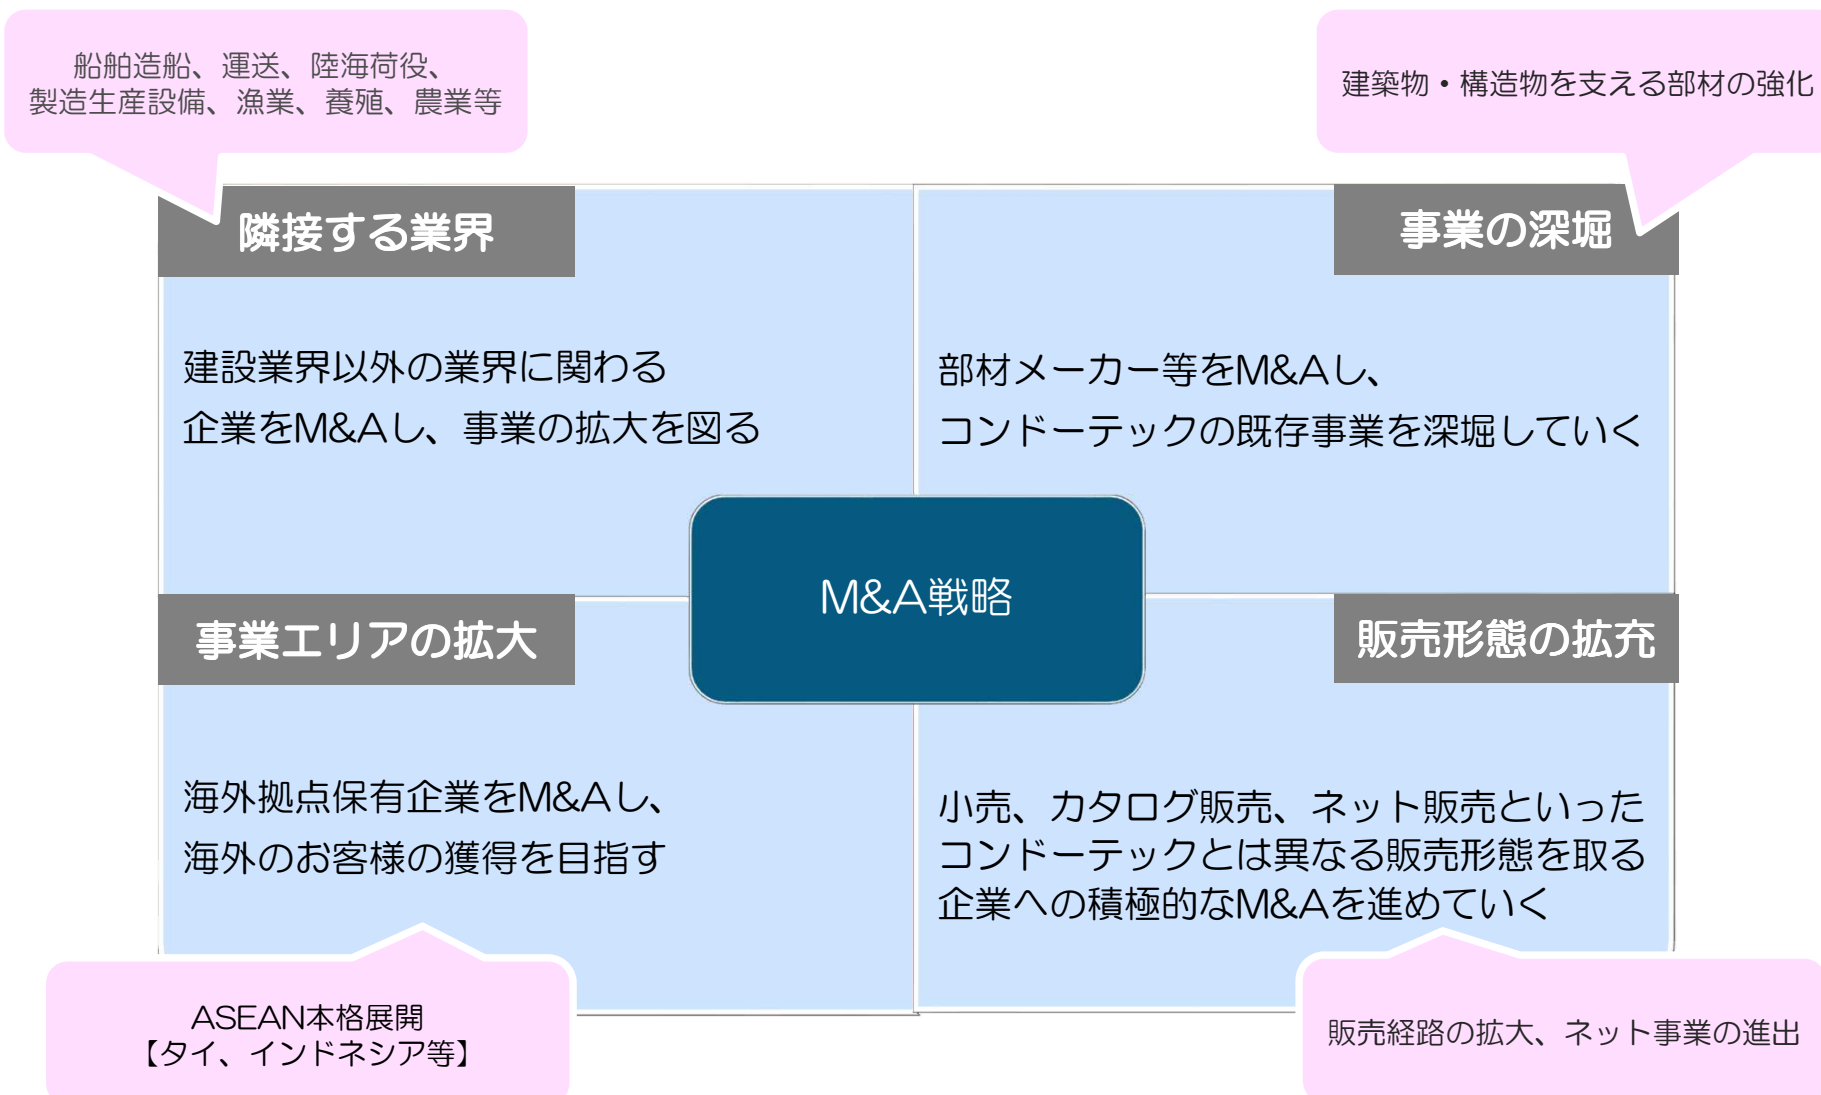 船舶造船、運送、陸海荷役、
製造生産設備、漁業、養殖、農業等
建築物・構造物を支える部材の強化
隣接する業界
事業の深堀
建設業界以外の業界に関わる
企業をM&Aし、事業の拡大を図る
部材メーカー等をM&Aし、
コンドーテックの既存事業を深堀していく
M&A戦略
事業エリアの拡大
販売形態の拡充
海外拠点保有企業をM&Aし、
海外のお客様の獲得を目指す
小売、カタログ販売、ネット販売といった
コンドーテックとは異なる販売形態を取る
企業への積極的なM&Aを進めていく
ASEAN本格展開
【タイ、インドネシア等】
販売経路の拡大、ネット事業の進出